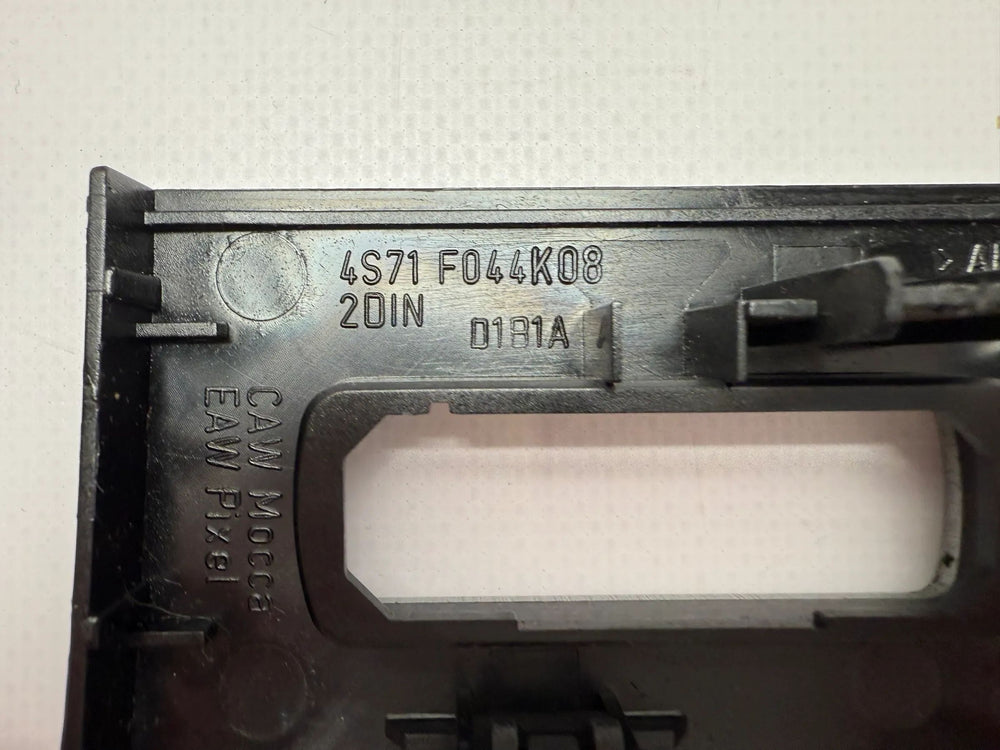 4S71 F044K08
2DIN
D1B1A
CAW Mocca
EAW Pixel